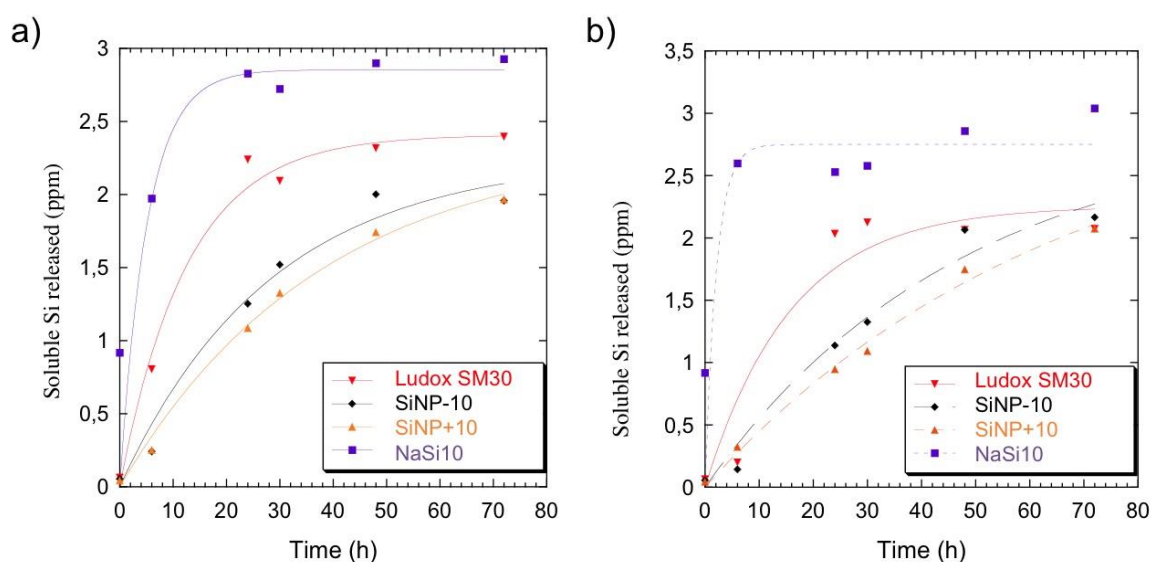 a)
Soluble Si released (ppm)
3
2,5
2
1,5
1
0,5
0
0 10 20 30 40 50 60 70 80
Time (h)
Ludox SM30
SiNP-10
SiNP+10
NaSi10
b)
Soluble Si released (ppm)
3,5
3
2,5
2
1,5
1
0,5
0
0 10 20 30 40 50 60 70 80
Time (h)
Ludox SM30
SiNP-10
SiNP+10
NaSi10